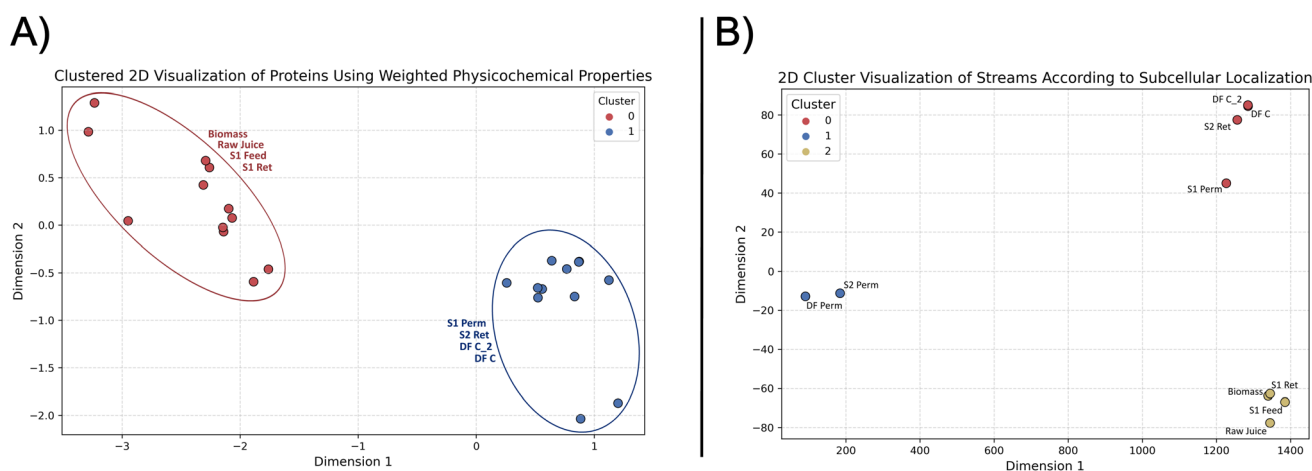 A)
Clustered 2D Visualization of Proteins Using Weighted Physicochemical Properties
Cluster
0
1
Biomass
Raw Juice
S1 Feed
S1 Ret
S1 Perm
S2 Ret
DF C_2
DF C
Dimension 2
1.0
0.5
0.0
−0.5
−1.0
−1.5
−2.0
−3
−2
−1
0
1
Dimension 1
B)
2D Cluster Visualization of Streams According to Subcellular Localization
Cluster
0
1
2
DF C_2
DF C
S2 Ret
S1 Perm
S2 Perm
DF Perm
S1 Ret
Biomass
S1 Feed
Raw Juice
Dimension 2
80
60
40
20
0
−20
−40
−60
−80
200
400
600
800
1000
1200
1400
Dimension 1